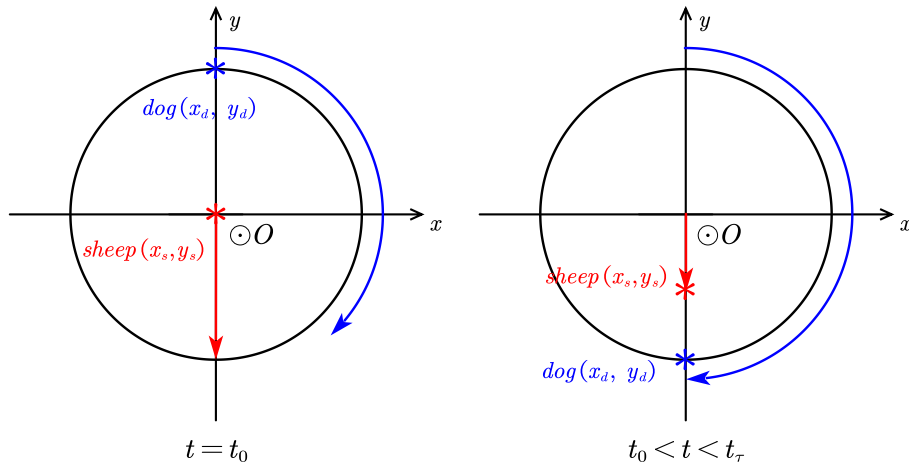 y
dog(x_d, y_d)
x
⊙O
sheep(x_s,y_s)
t = t_0
y
x
⊙O
sheep(x_s,y_s)
dog(x_d, y_d)
t_0 < t < t_τ